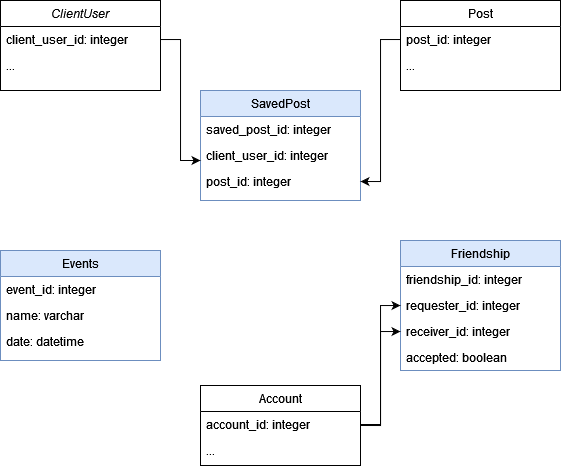 ClientUser
client_user_id: integer
...
Post
post_id: integer
...
SavedPost
saved_post_id: integer
client_user_id: integer
post_id: integer
Events
event_id: integer
name: varchar
date: datetime
Friendship
friendship_id: integer
requester_id: integer
receiver_id: integer
accepted: boolean
Account
account_id: integer
...